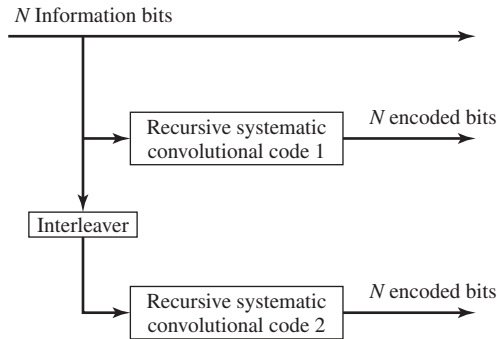 N Information bits
Recursive systematic
convolutional code 1
N encoded bits
Interleaver
Recursive systematic
convolutional code 2
N encoded bits